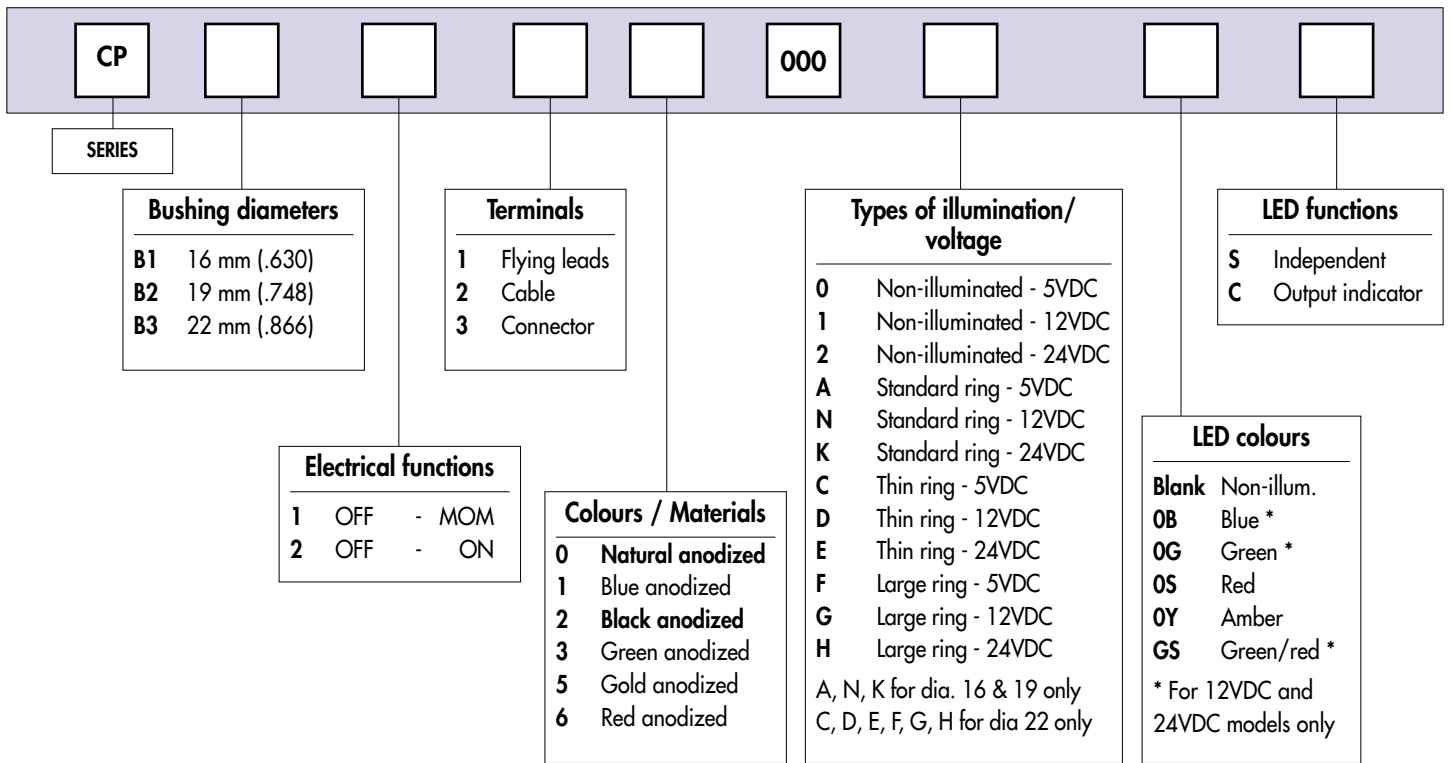 CP
000
SERIES
Bushing diameters
B1 16 mm (.630)
B2 19 mm (.748)
B3 22 mm (.866)
Electrical functions
1 OFF - MOM
2 OFF - ON
Terminals
1 Flying leads
2 Cable
3 Connector
Colours / Materials
0 Natural anodized
1 Blue anodized
2 Black anodized
3 Green anodized
5 Gold anodized
6 Red anodized
Types of illumination/
voltage
0 Non-illuminated - 5VDC
1 Non-illuminated - 12VDC
2 Non-illuminated - 24VDC
A Standard ring - 5VDC
N Standard ring - 12VDC
K Standard ring - 24VDC
C Thin ring - 5VDC
D Thin ring - 12VDC
E Thin ring - 24VDC
F Large ring - 5VDC
G Large ring - 12VDC
H Large ring - 24VDC
A, N, K for dia. 16 & 19 only
C, D, E, F, G, H for dia 22 only
LED colours
Blank Non-illum.
0B Blue *
0G Green *
0S Red
0Y Amber
GS Green/red *
* For 12VDC and
24VDC models only
LED functions
S Independent
C Output indicator